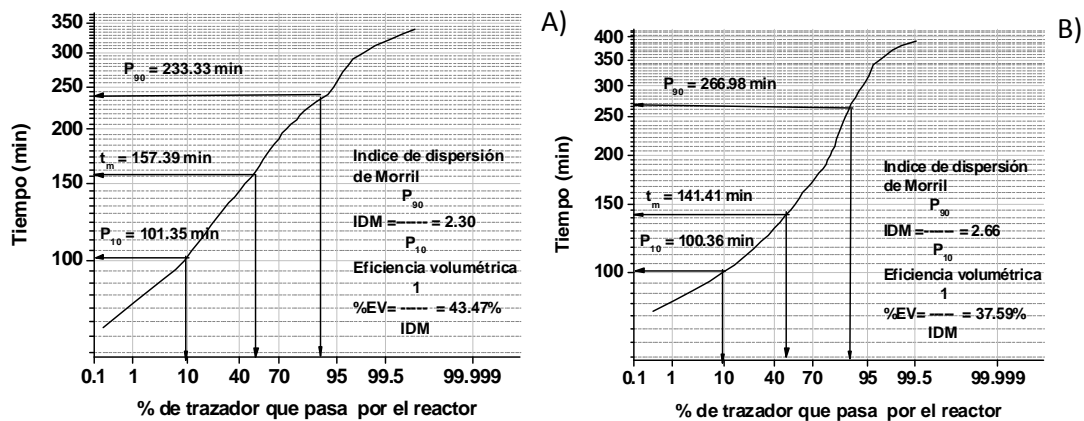 A)
350
300
250
200
150
100
Tiempo (min)
P90 = 233.33 min
tm = 157.39 min
P10 = 101.35 min
Indice de dispersión
de Morril
P90
IDM =------ = 2.30
P10
Eficiencia volumétrica
1
%EV= ----- = 43.47%
IDM
0.1 1 10 40 70 95 99.5 99.999
% de trazador que pasa por el reactor
B)
400
350
300
250
200
150
100
Tiempo (min)
P90 = 266.98 min
tm = 141.41 min
P10 = 100.36 min
Indice de dispersión
de Morril
P90
IDM =------ = 2.66
P10
Eficiencia volumétrica
1
%EV= ----- = 37.59%
IDM
0.1 1 10 40 70 95 99.5 99.999
% de trazador que pasa por el reactor